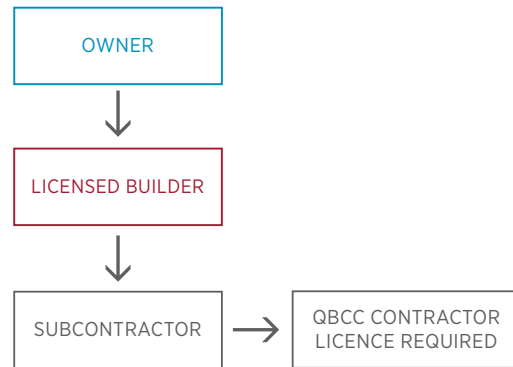 OWNER
LICENSED BUILDER
SUBCONTRACTOR
QBCC CONTRACTOR
LICENCE REQUIRED